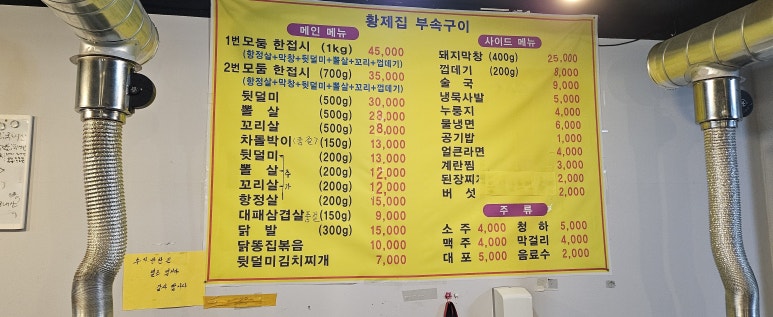 황제집 부속구이
메인 메뉴
1번 모둠 한접시 (1kg) 45,000
(항정살+막창+뒷덜미+뽈살+꼬리+껍데기)
2번 모둠 한접시 (700g) 35,000
(항정살+막창+뒷덜미+뽈살+꼬리+껍데기)
뒷덜미 (500g) 30,000
뽈 살 (500g) 28,000
꼬리살 (500g) 28,000
차돌박이 (150g) 13,000
뒷덜미 (200g) 13,000
뽈 살 추 (200g) 12,000
꼬리살 가 (200g) 12,000
항정살 (200g) 15,000
대패삼겹살 (150g) 9,000
닭 발 (300g) 15,000
닭똥집볶음 10,000
뒷덜미김치찌개 7,000
사이드 메뉴
돼지막창 (400g) 25,000
껍데기 (200g) 8,000
술 국 9,000
냉묵사발 5,000
누룽지 4,000
물냉면 6,000
공기밥 1,000
얼큰라면 4,000
계란찜 3,000
된장찌개 2,000
버 섯 2,000
주 류
소 주 4,000 청 하 5,000
맥 주 4,000 막걸리 4,000
대 포 5,000 음료수 2,000